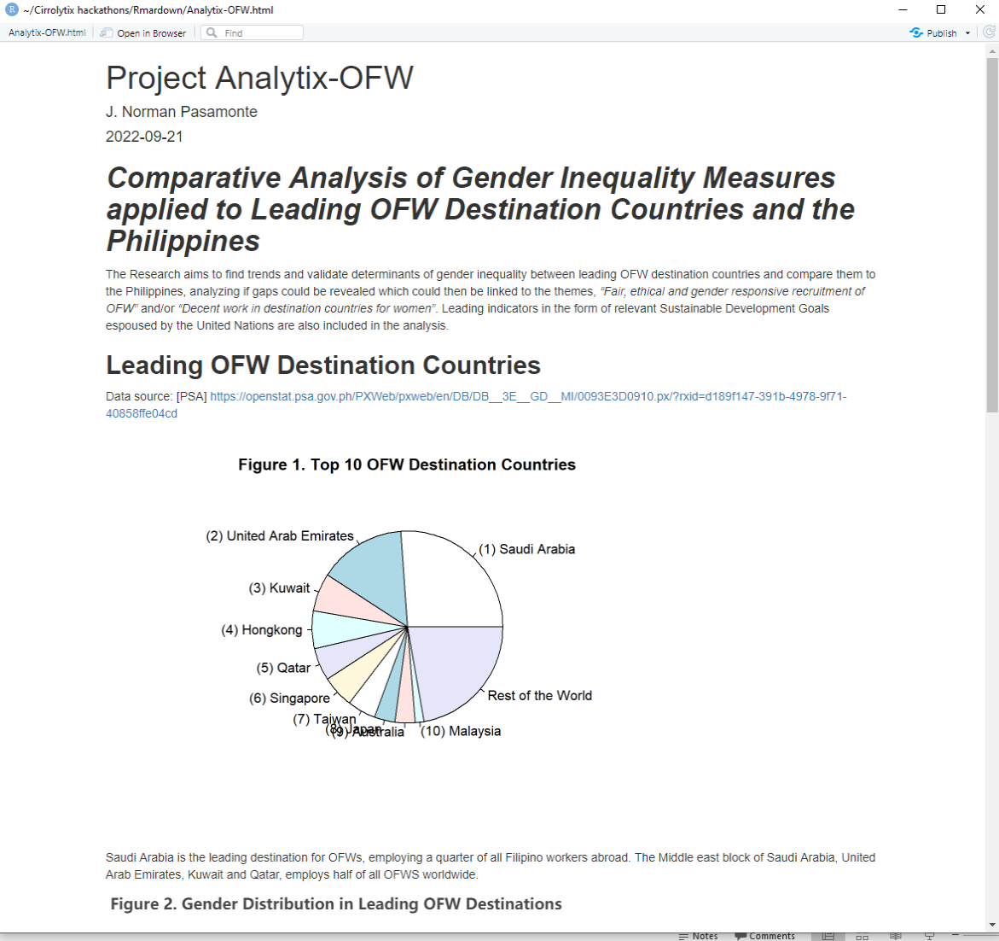 R ~/Cirrolytix hackathons/Rmardown/Analytix-OFW.html
Analytix-OFW.html Open in Browser Find Publish
Project Analytix-OFW
J. Norman Pasamonte
2022-09-21
Comparative Analysis of Gender Inequality Measures
applied to Leading OFW Destination Countries and the
Philippines
The Research aims to find trends and validate determinants of gender inequality between leading OFW destination countries and compare them to
the Philippines, analyzing if gaps could be revealed which could then be linked to the themes, “Fair, ethical and gender responsive recruitment of
OFW” and/or “Decent work in destination countries for women”. Leading indicators in the form of relevant Sustainable Development Goals
espoused by the United Nations are also included in the analysis.
Leading OFW Destination Countries
Data source: [PSA] https://openstat.psa.gov.ph/PXWeb/pxweb/en/DB/DB__3E__GD__MI/0093E3D0910.px/?rxid=d189f147-391b-4978-9f71-
40858ffe04cd
Figure 1. Top 10 OFW Destination Countries
(2) United Arab Emirates
(1) Saudi Arabia
(3) Kuwait
(4) Hongkong
(5) Qatar
(6) Singapore
Rest of the World
(7) Taiwan
(8) Japan
(9) Australia
(10) Malaysia
Saudi Arabia is the leading destination for OFWs, employing a quarter of all Filipino workers abroad. The Middle east block of Saudi Arabia, United
Arab Emirates, Kuwait and Qatar, employs half of all OFWS worldwide.
Figure 2. Gender Distribution in Leading OFW Destinations
Notes Comments